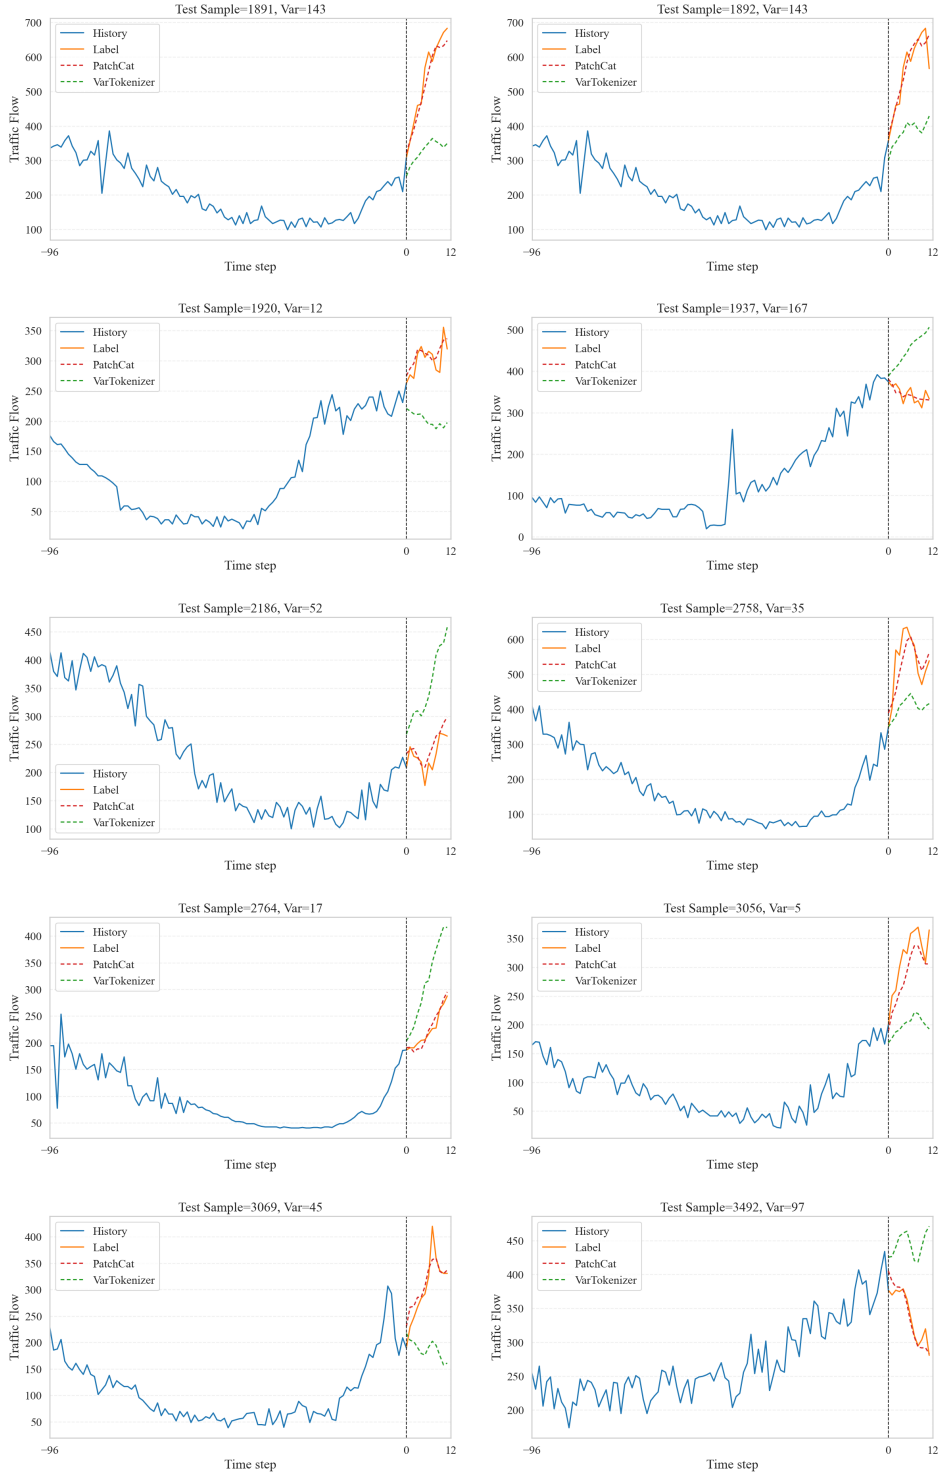 Test Sample=1891, Var=143
700
600
500
400
300
200
100
Traffic Flow
History
Label
PatchCat
VarTokenizer
−96
0
12
Time step
Test Sample=1892, Var=143
700
600
500
400
300
200
100
Traffic Flow
History
Label
PatchCat
VarTokenizer
−96
0
12
Time step
Test Sample=1920, Var=12
350
300
250
200
150
100
50
Traffic Flow
History
Label
PatchCat
VarTokenizer
−96
0
12
Time step
Test Sample=1937, Var=167
500
400
300
200
100
0
Traffic Flow
History
Label
PatchCat
VarTokenizer
−96
0
12
Time step
Test Sample=2186, Var=52
450
400
350
300
250
200
150
100
Traffic Flow
History
Label
PatchCat
VarTokenizer
−96
0
12
Time step
Test Sample=2758, Var=35
600
500
400
300
200
100
Traffic Flow
History
Label
PatchCat
VarTokenizer
−96
0
12
Time step
Test Sample=2764, Var=17
400
350
300
250
200
150
100
50
Traffic Flow
History
Label
PatchCat
VarTokenizer
−96
0
12
Time step
Test Sample=3056, Var=5
350
300
250
200
150
100
50
Traffic Flow
History
Label
PatchCat
VarTokenizer
−96
0
12
Time step
Test Sample=3069, Var=45
400
350
300
250
200
150
100
50
Traffic Flow
History
Label
PatchCat
VarTokenizer
−96
0
12
Time step
Test Sample=3492, Var=97
450
400
350
300
250
200
Traffic Flow
History
Label
PatchCat
VarTokenizer
−96
0
12
Time step